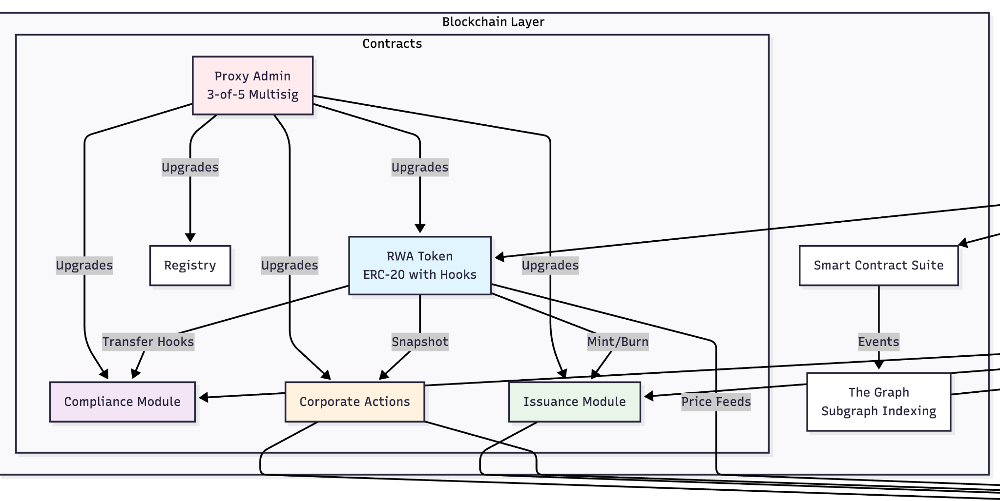 Blockchain Layer
Contracts
Proxy Admin
3-of-5 Multisig
Upgrades
Upgrades
Upgrades
Registry
Upgrades
RWA Token
ERC-20 with Hooks
Upgrades
Smart Contract Suite
Transfer Hooks
Snapshot
Mint/Burn
Events
Compliance Module
Corporate Actions
Issuance Module
Price Feeds
The Graph
Subgraph Indexing